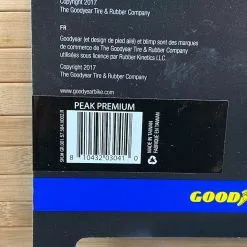 Copyright 2017
The Goodyear Tire & Rubber Company
FR
Goodyear (et design de pied ailé) et blimp sont des marques
de commerce de The Goodyear Tire & Rubber Company
utilisées sous licence par Rubber Kinetics LLC.
Copyright 2017
The Goodyear Tire & Rubber Company
www.goodyearbike.com
PEAK PREMIUM
MADE IN TAIWAN
FABRIQUÉ EN TAIWAN
8 10432 03041 0
GOOD